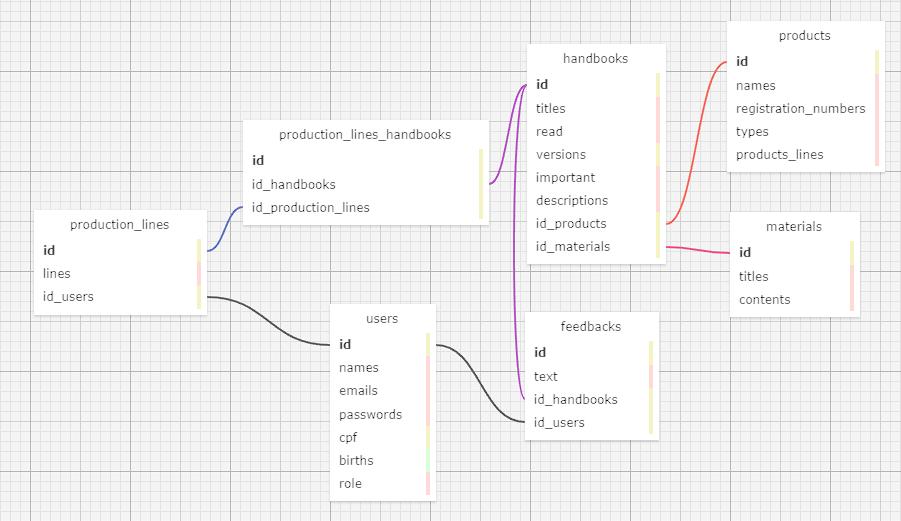 products
id
names
registration_numbers
types
products_lines
handbooks
id
titles
read
versions
important
descriptions
id_products
id_materials
production_lines_handbooks
id
id_handbooks
id_production_lines
production_lines
id
lines
id_users
materials
id
titles
contents
users
id
names
emails
passwords
cpf
births
role
feedbacks
id
text
id_handbooks
id_users